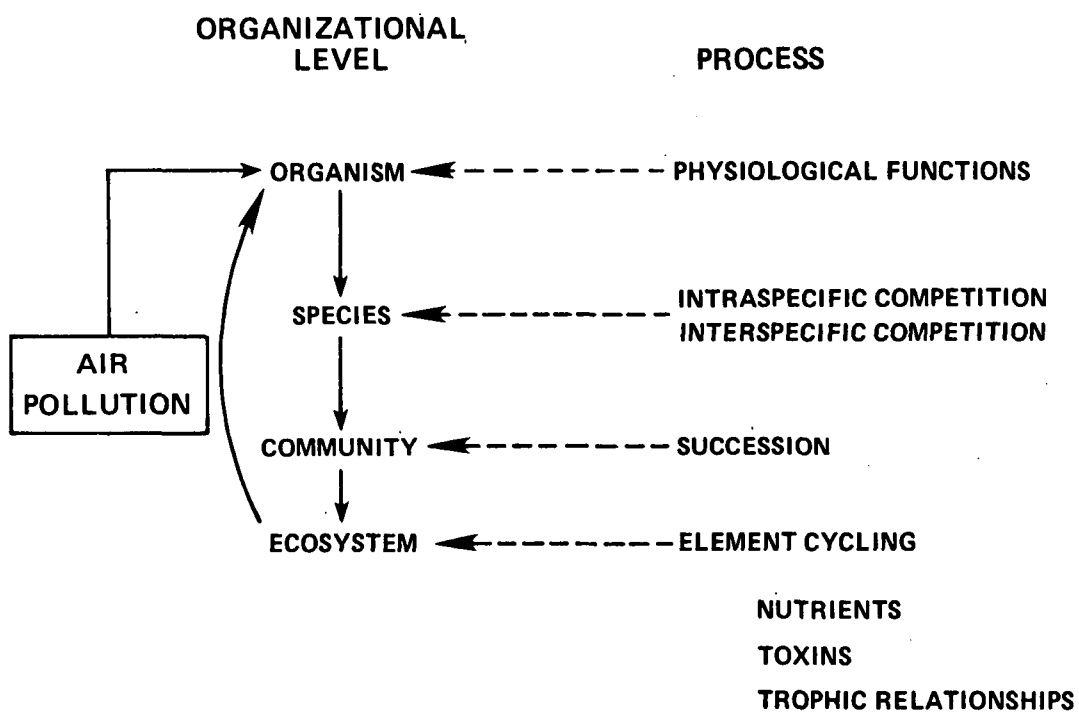 ORGANIZATIONAL
LEVEL
PROCESS
ORGANISM
PHYSIOLOGICAL FUNCTIONS
SPECIES
INTRASPECIFIC COMPETITION
INTERSPECIFIC COMPETITION
AIR
POLLUTION
COMMUNITY
SUCCESSION
ECOSYSTEM
ELEMENT CYCLING
NUTRIENTS
TOXINS
TROPHIC RELATIONSHIPS